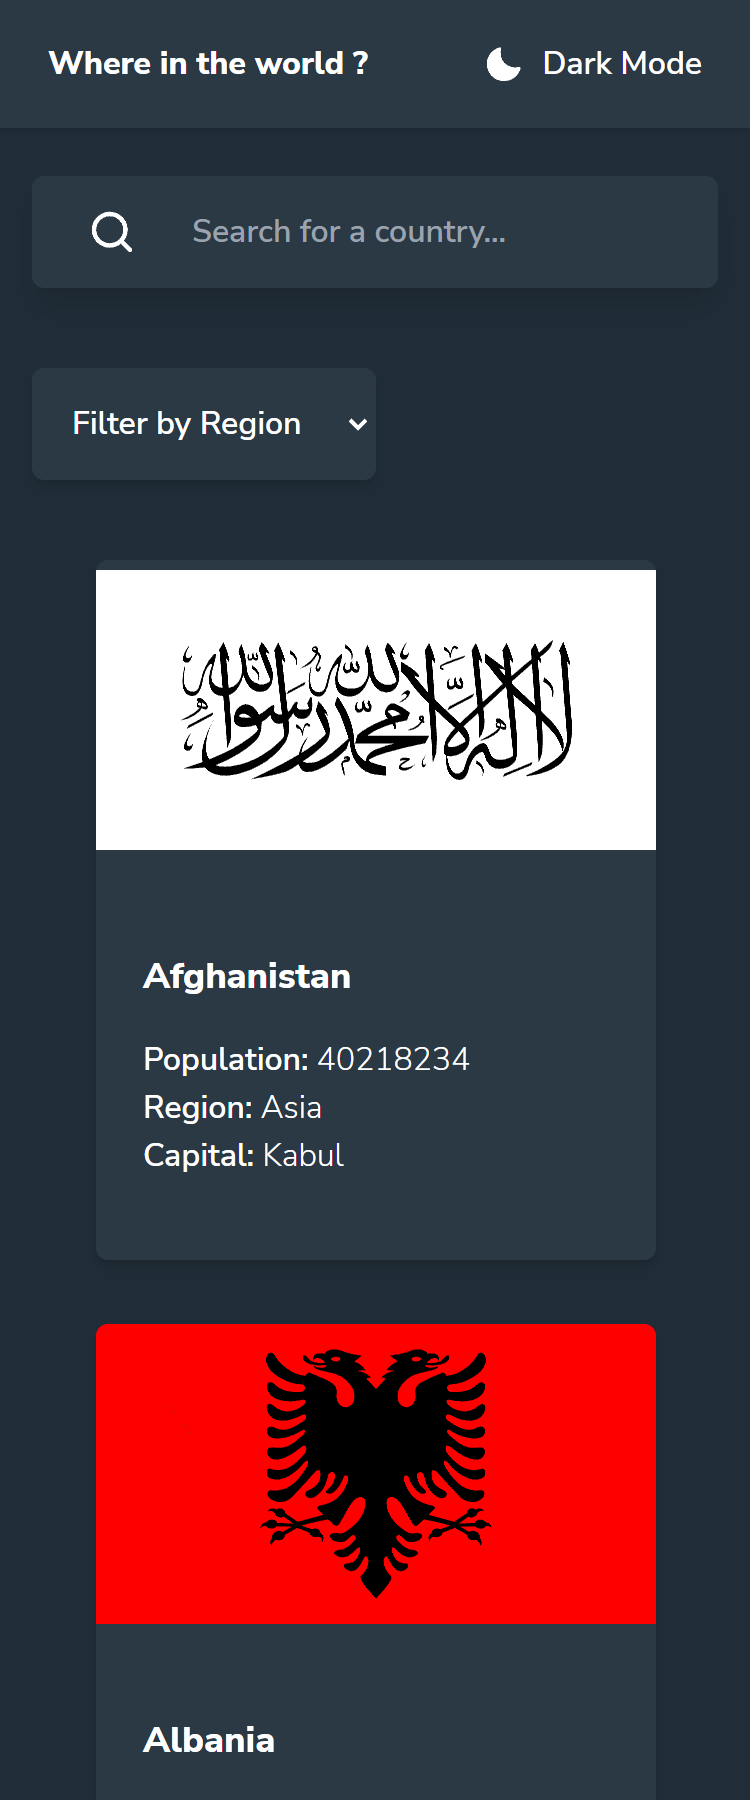 Where in the world ?
Dark Mode
Search for a country...
Filter by Region
لا إله إلا الله محمد رسول الله
Afghanistan
Population: 40218234
Region: Asia
Capital: Kabul
Albania